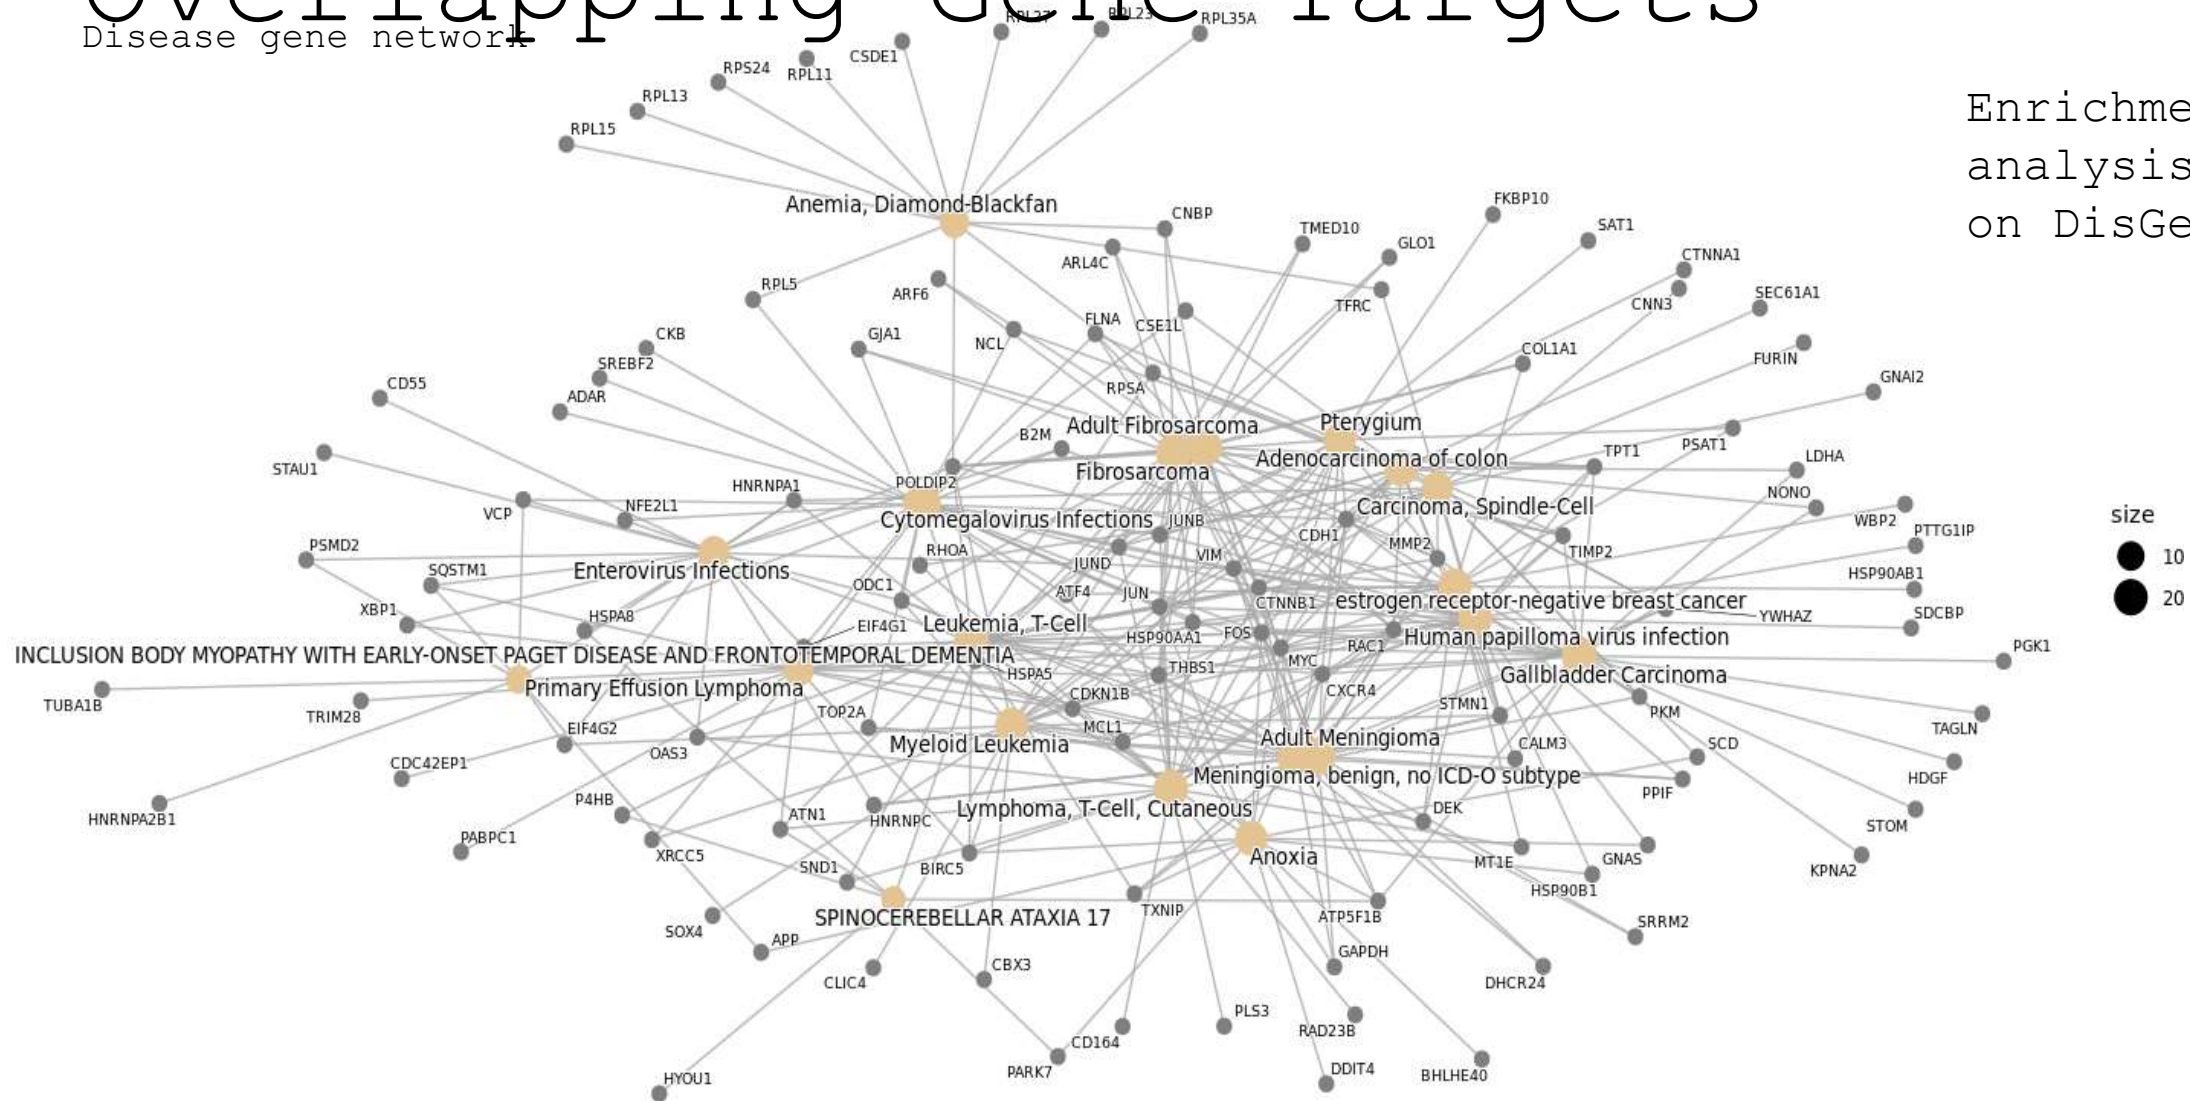 Overlapping Gene Targets
Disease gene network
Enrichme
analysis
on DisGe
RPL27
RPL23
RPL35A
CSDE1
RPS24
RPL11
RPL13
RPL15
Anemia, Diamond-Blackfan
CNBP
FKBP10
TMED10
SAT1
GLO1
CTNNA1
ARL4C
RPL5
ARF6
TFRC
CNN3
SEC61A1
FLNA
CSE1L
CKB
GJA1
NCL
COL1A1
FURIN
SREBF2
GNAI2
CD55
ADAR
RPSA
Adult Fibrosarcoma
Pterygium
B2M
PSAT1
TPT1
LDHA
STAU1
Fibrosarcoma
Adenocarcinoma of colon
HNRNPA1
POLDIP2
NONO
VCP
NFE2L1
Carcinoma, Spindle-Cell
WBP2
size
Cytomegalovirus Infections
JUNB
PTTG1IP
CDH1
MMP2
PSMD2
RHOA
VIM
TIMP2
10
SQSTM1
Enterovirus Infections
JUND
HSP90AB1
ODC1
ATF4
JUN
CTNNB1
estrogen receptor-negative breast cancer
20
XBP1
HSPA8
EIF4G1
Leukemia, T-Cell
HSP90AA1
FOS
RAC1
Human papilloma virus infection
YWHAZ
SDCBP
PGK1
INCLUSION BODY MYOPATHY WITH EARLY-ONSET PAGET DISEASE AND FRONTOTEMPORAL DEMENTIA
HSPA5
THBS1
MYC
Gallbladder Carcinoma
Primary Effusion Lymphoma
CDKN1B
CXCR4
TUBA1B
TRIM28
TOP2A
STMN1
PKM
EIF4G2
MCL1
TAGLN
OAS3
Myeloid Leukemia
Adult Meningioma
CALM3
SCD
CDC42EP1
Meningioma, benign, no ICD-O subtype
HDGF
P4HB
PPIF
HNRNPA2B1
ATN1
HNRNPC
Lymphoma, T-Cell, Cutaneous
DEK
STOM
PABPC1
XRCC5
Anoxia
MT1E
GNAS
SND1
BIRC5
KPNA2
HSP90B1
SPINOCEREBELLAR ATAXIA 17
TXNIP
ATP5F1B
SRRM2
SOX4
APP
GAPDH
CLIC4
CBX3
DHCR24
PLS3
RAD23B
CD164
PARK7
DDIT4
BHLHE40
HYOU1